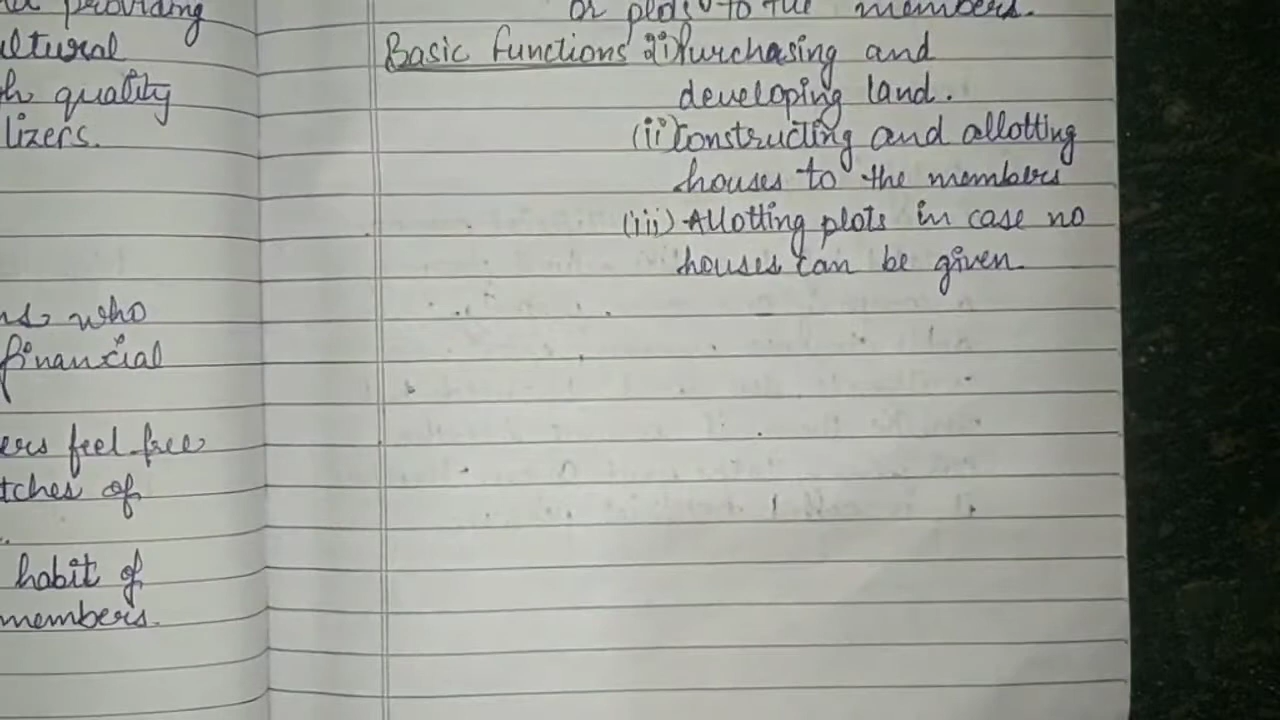 providing
ultural
h quality
lizers.
ns who
financial
ers feel free
tches of
habit of
members.
or plots to the members.
Basic Functions : (i) Purchasing and
developing land.
(ii) Constructing and allotting
houses to the members
(iii) Allotting plots in case no
houses can be given.